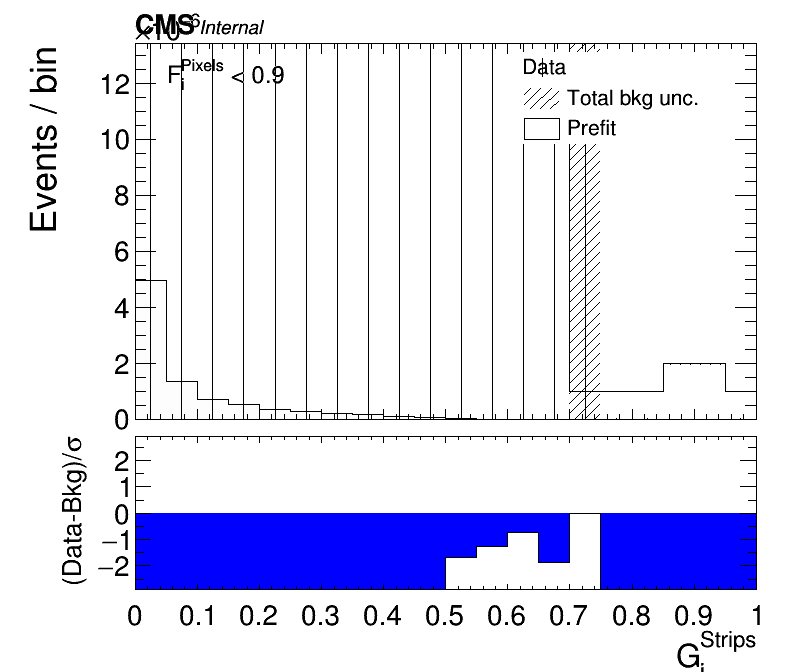 CMS Internal
×10⁻⁶
F_i^Pixels < 0.9
Data
Total bkg unc.
Prefit
Events / bin
12
10
8
6
4
2
0
(Data-Bkg)/σ
2
1
0
−1
−2
0 0.1 0.2 0.3 0.4 0.5 0.6 0.7 0.8 0.9 1
G_i^Strips